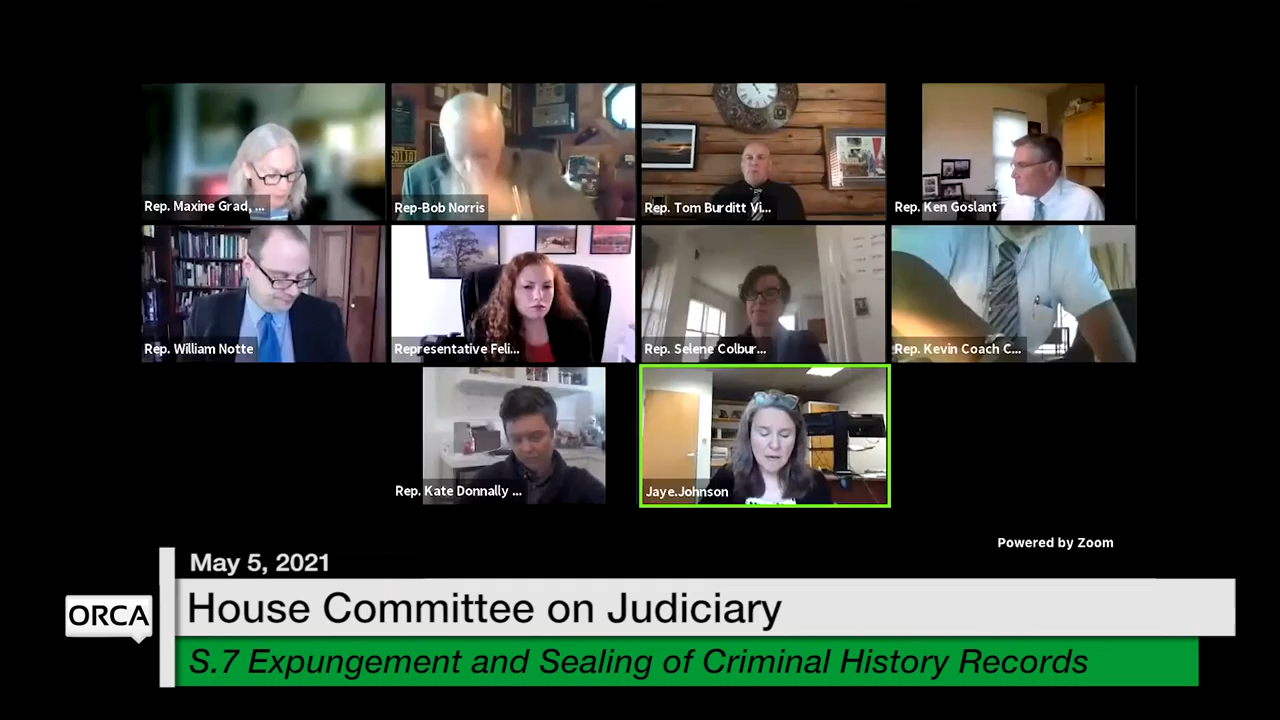 Rep. Maxine Grad, ...
Rep-Bob Norris
Rep. Tom Burditt Vi...
Rep. Ken Goslant
Rep. William Notte
Representative Feli...
Rep. Selene Colbur...
Rep. Kevin Coach C...
Rep. Kate Donnally ...
Jaye.Johnson
Powered by Zoom
May 5, 2021
ORCA
House Committee on Judiciary
S.7 Expungement and Sealing of Criminal History Records